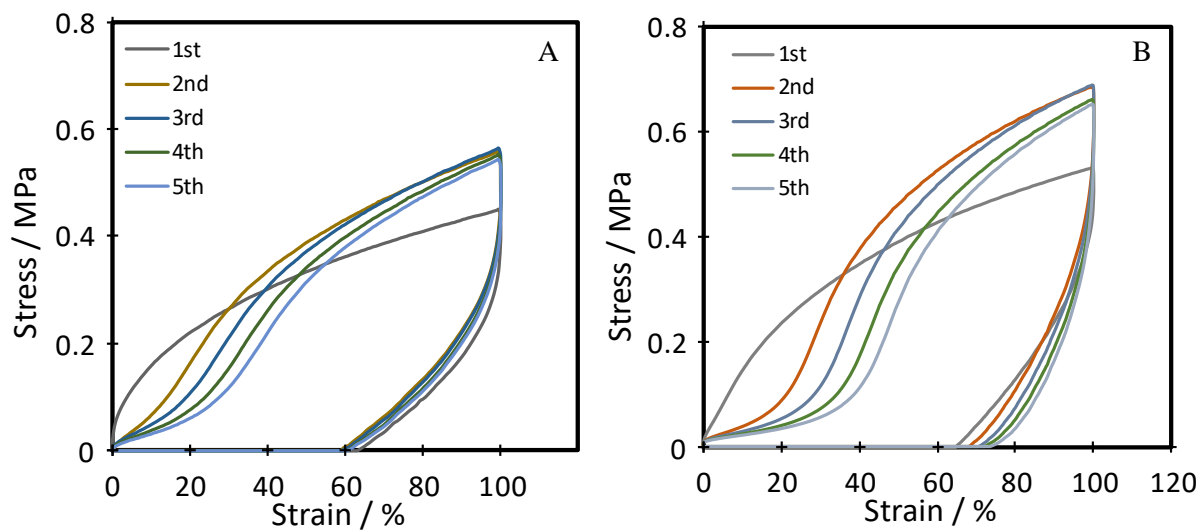 A
Stress / MPa
0.8
0.6
0.4
0.2
0
1st
2nd
3rd
4th
5th
0 20 40 60 80 100
Strain / %
B
Stress / MPa
0.8
0.6
0.4
0.2
0
1st
2nd
3rd
4th
5th
0 20 40 60 80 100 120
Strain / %